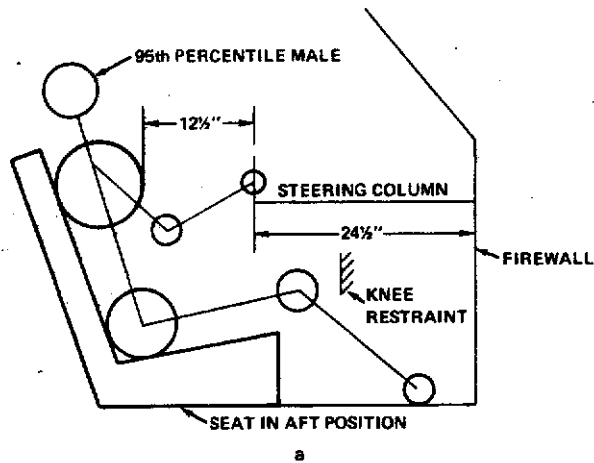 95th PERCENTILE MALE
12½"
STEERING COLUMN
24½"
FIREWALL
KNEE
RESTRAINT
SEAT IN AFT POSITION
a